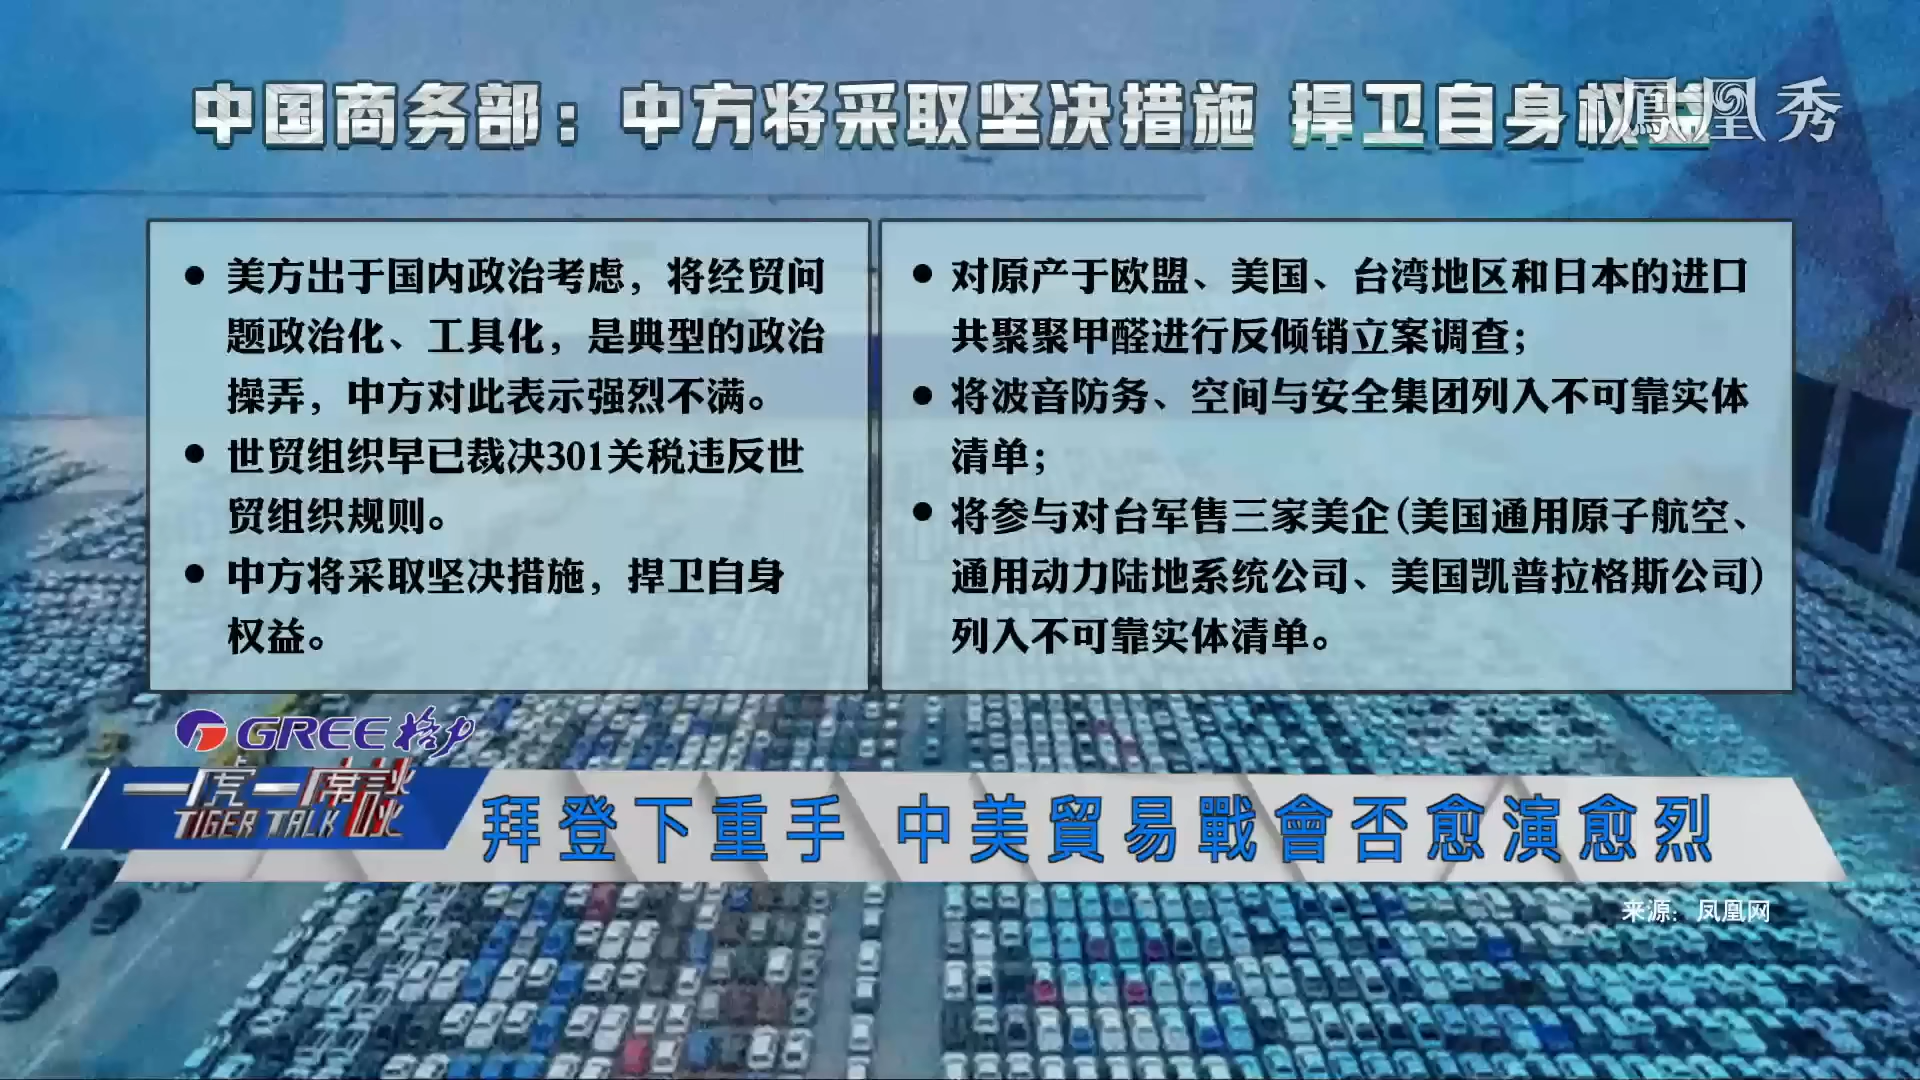 中国商务部：中方将采取坚决措施 捍卫自身权益
鳳凰秀
● 美方出于国内政治考虑，将经贸问
题政治化、工具化，是典型的政治
操弄，中方对此表示强烈不满。
● 世贸组织早已裁决301关税违反世
贸组织规则。
● 中方将采取坚决措施，捍卫自身
权益。
● 对原产于欧盟、美国、台湾地区和日本的进口
共聚聚甲醛进行反倾销立案调查；
● 将波音防务、空间与安全集团列入不可靠实体
清单；
● 将参与对台军售三家美企(美国通用原子航空、
通用动力陆地系统公司、美国凯普拉格斯公司)
列入不可靠实体清单。
GREE格力
一虎一席談
TIGER TALK
拜登下重手 中美貿易戰會否愈演愈烈
来源：凤凰网